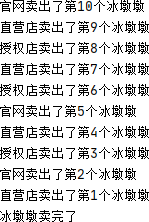 官网卖出了第10个冰墩墩
直营店卖出了第9个冰墩墩
授权店卖出了第8个冰墩墩
直营店卖出了第7个冰墩墩
授权店卖出了第6个冰墩墩
官网卖出了第5个冰墩墩
直营店卖出了第4个冰墩墩
授权店卖出了第3个冰墩墩
官网卖出了第2个冰墩墩
直营店卖出了第1个冰墩墩
冰墩墩卖完了